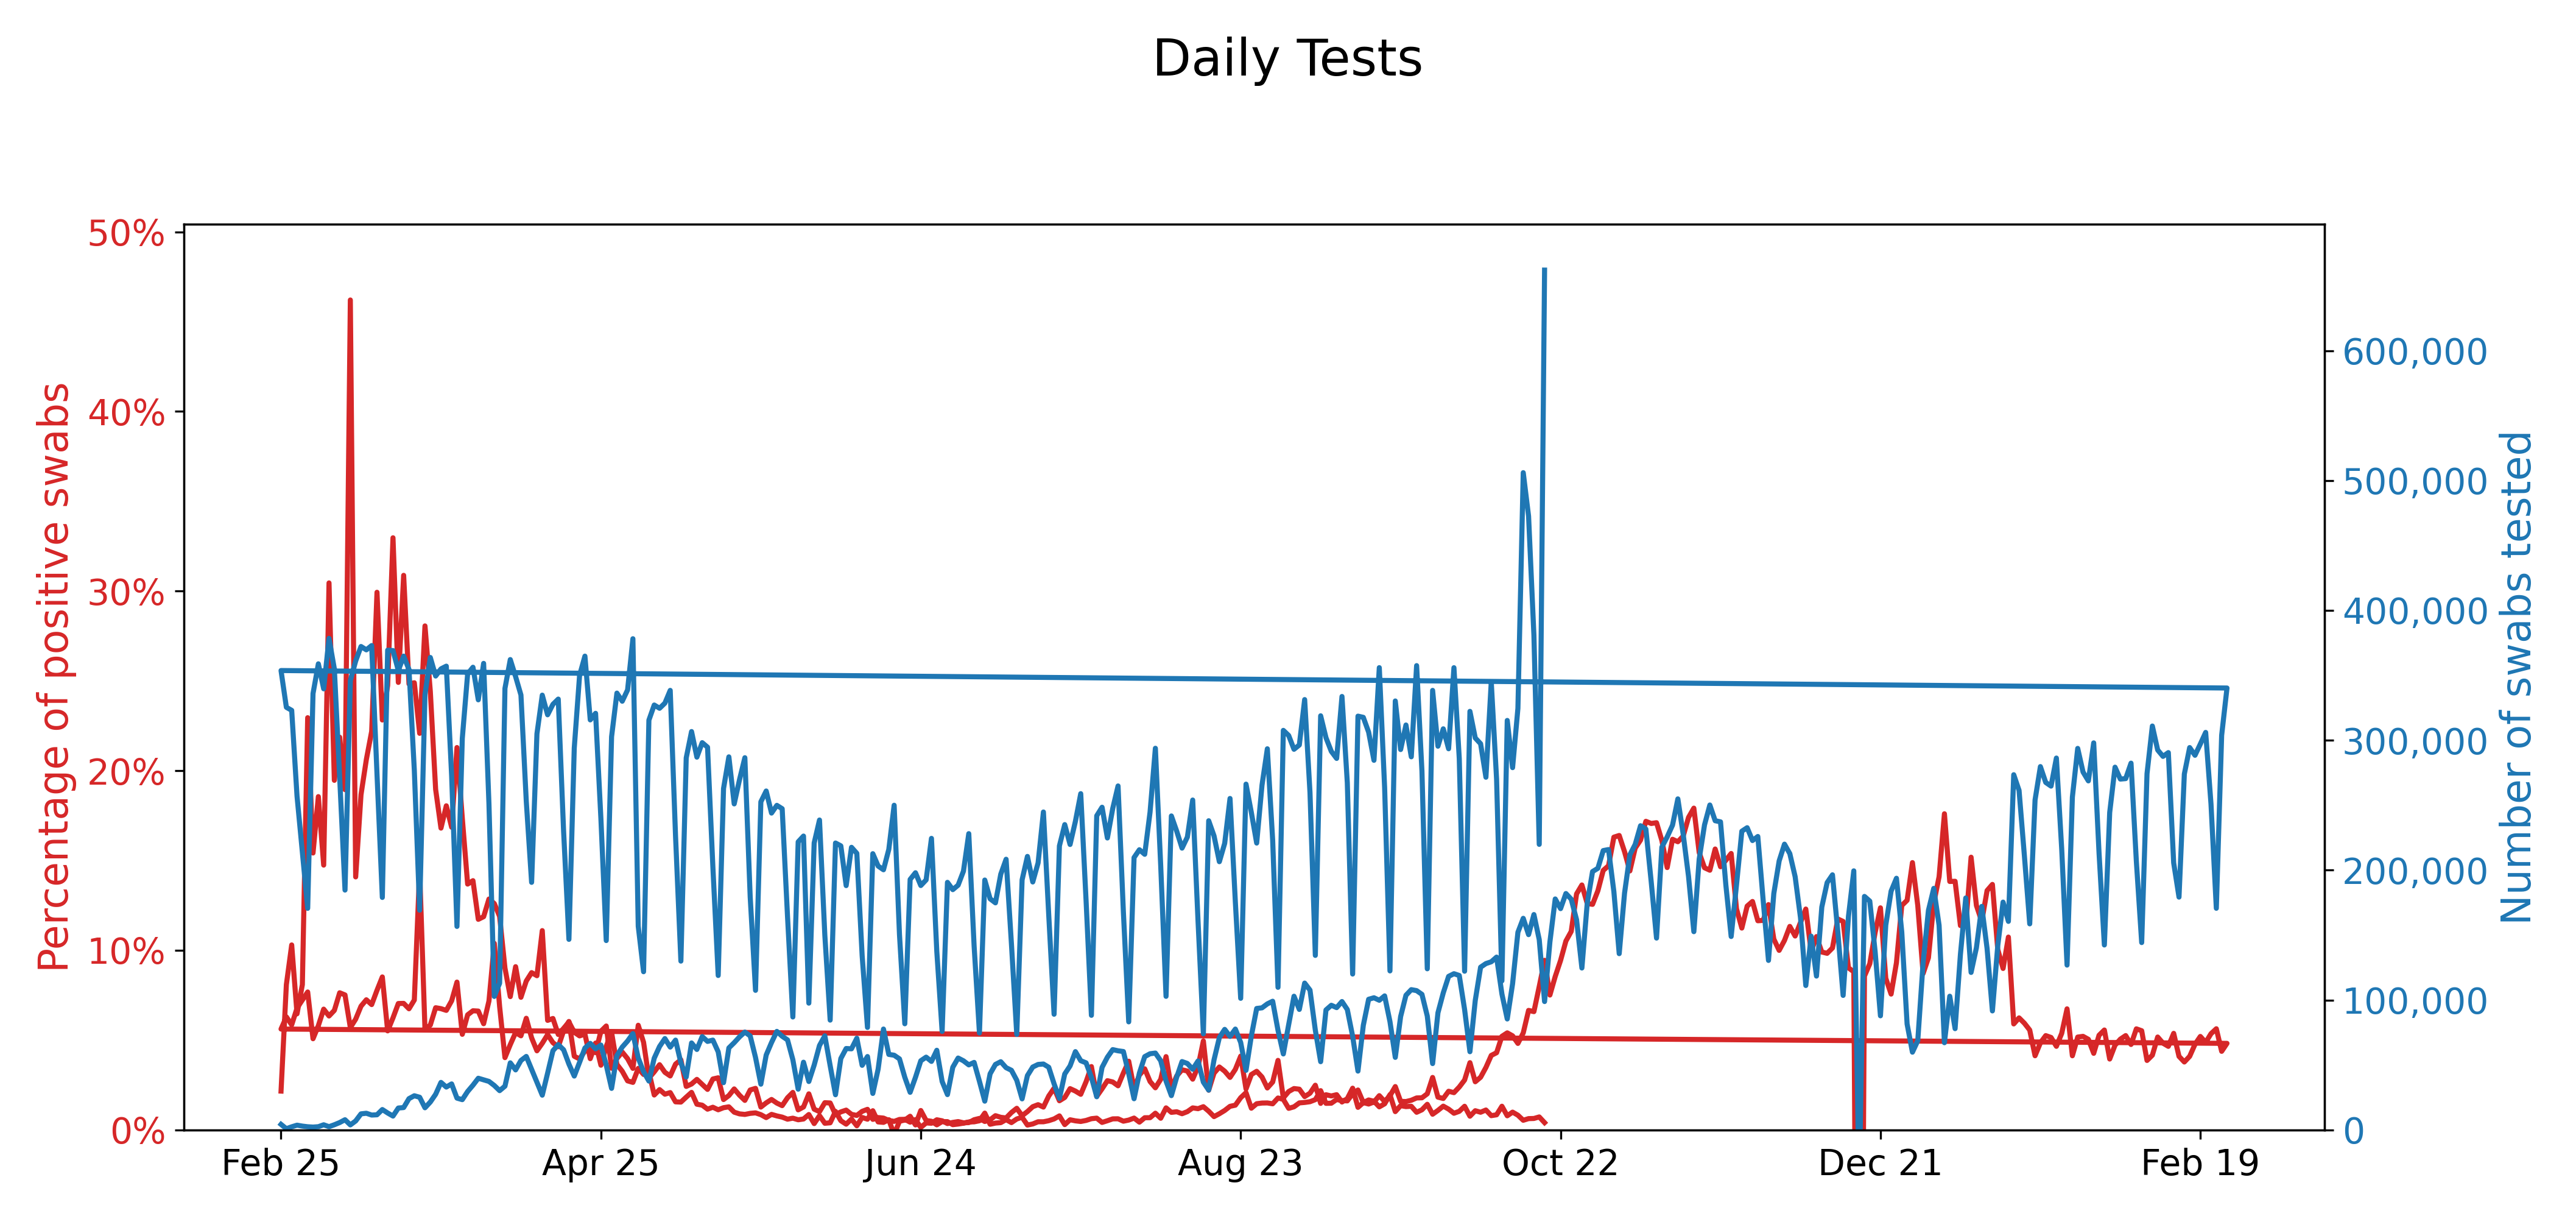 Daily Tests
50%
40%
30%
20%
10%
0%
Percentage of positive swabs
600,000
500,000
400,000
300,000
200,000
100,000
0
Number of swabs tested
Feb 25
Apr 25
Jun 24
Aug 23
Oct 22
Dec 21
Feb 19